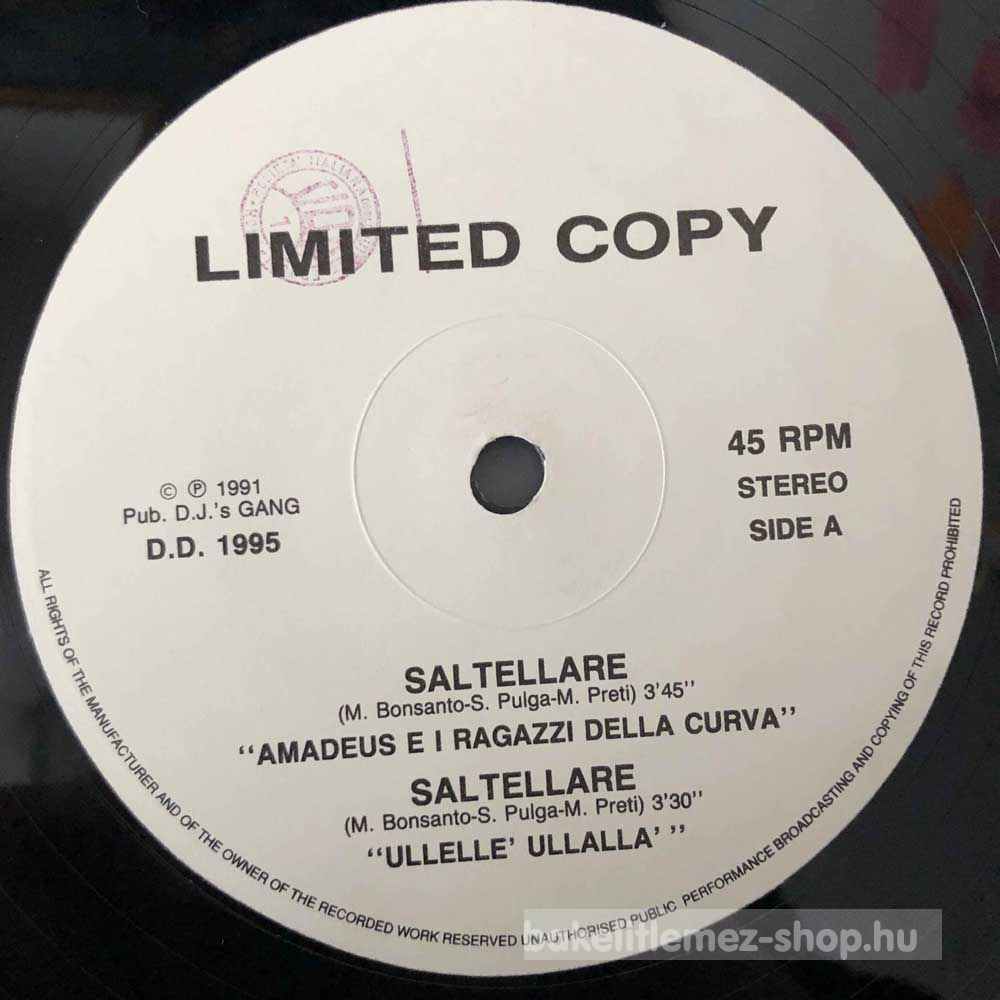 LIMITED COPY
© ℗ 1991
Pub. D.J.'s GANG
D.D. 1995
45 RPM
STEREO
SIDE A
SALTELLARE
(M. Bonsanto-S. Pulga-M. Preti) 3'45''
''AMADEUS E I RAGAZZI DELLA CURVA''
SALTELLARE
(M. Bonsanto-S. Pulga-M. Preti) 3'30''
''ULLELLE' ULLALLA' ''
ALL RIGHTS OF THE MANUFACTURER AND OF THE OWNER OF THE RECORDED WORK RESERVED UNAUTHORISED PUBLIC PERFORMANCE BROADCASTING AND COPYING OF THIS RECORD PROHIBITED
bakelitlemez-shop.hu